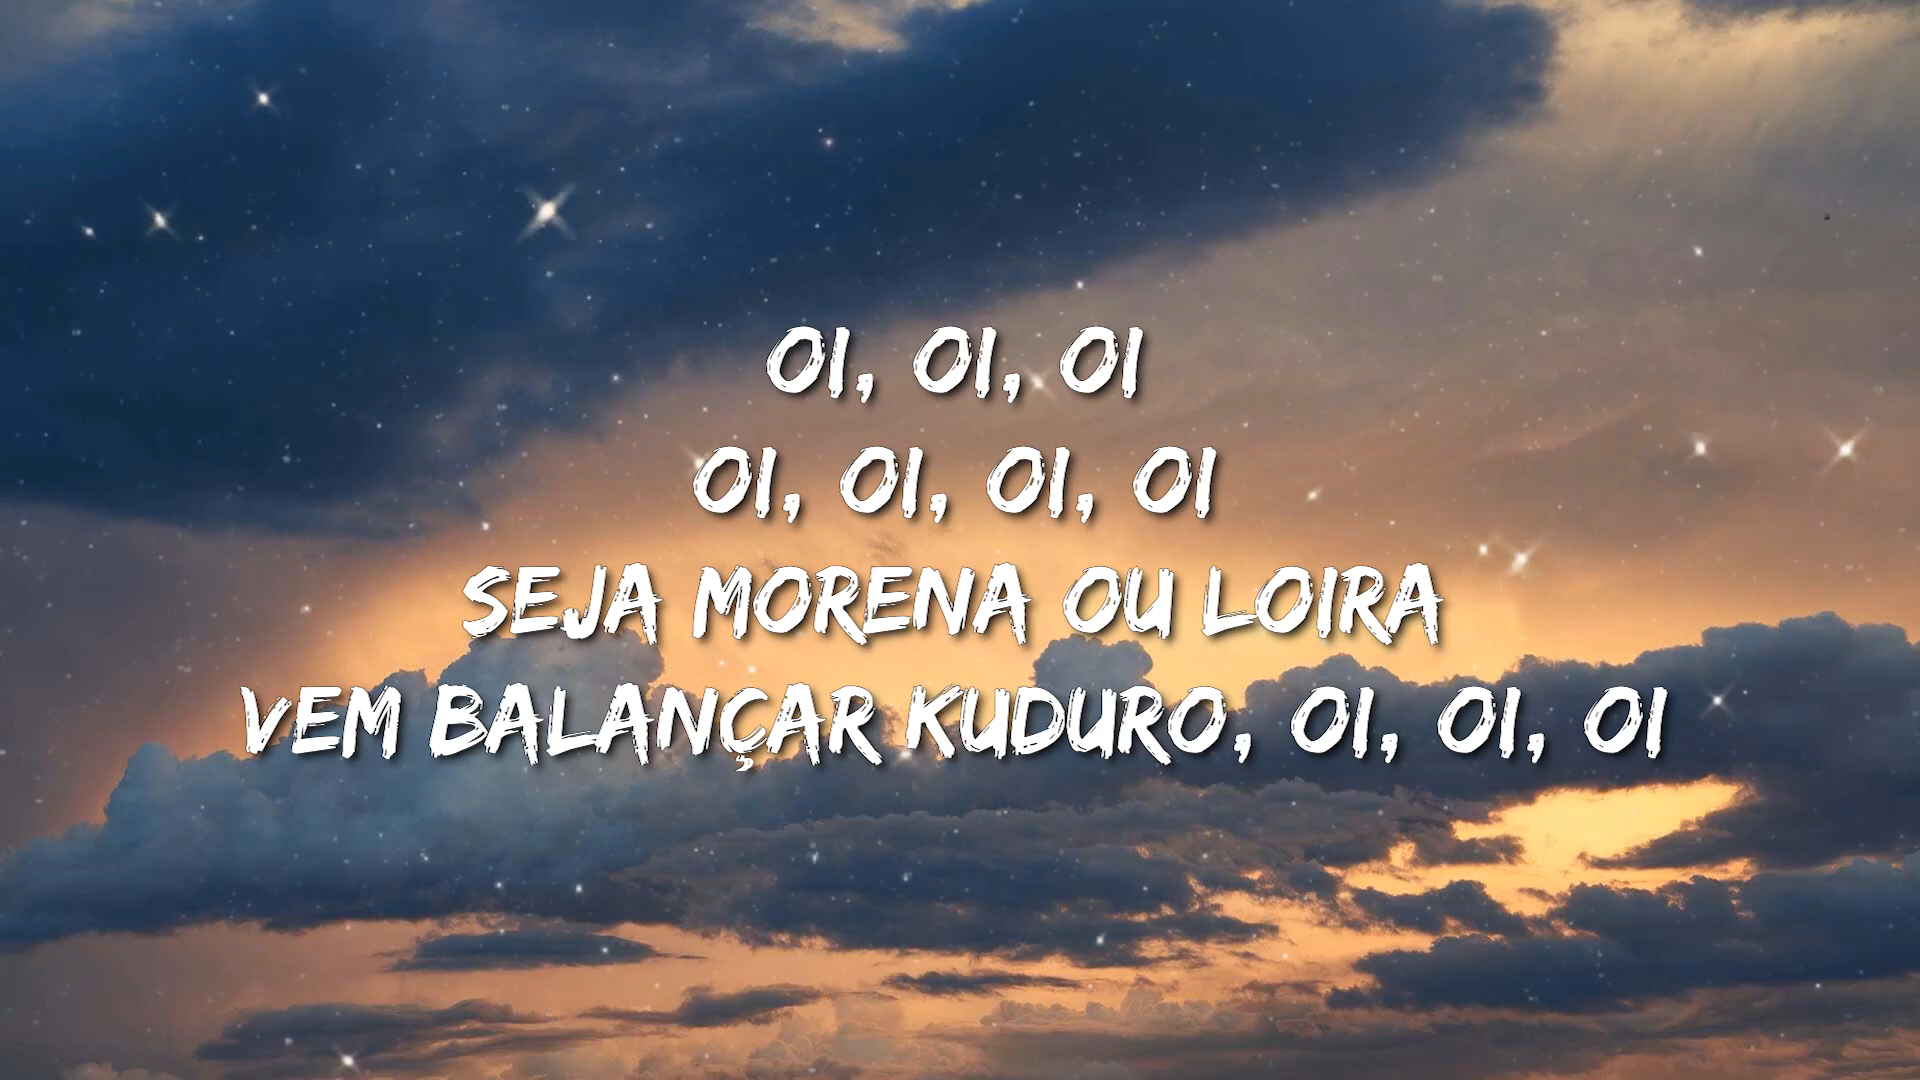 OI, OI, OI
OI, OI, OI, OI
SEJA MORENA OU LOIRA
VEM BALANÇAR KUDURO, OI, OI, OI